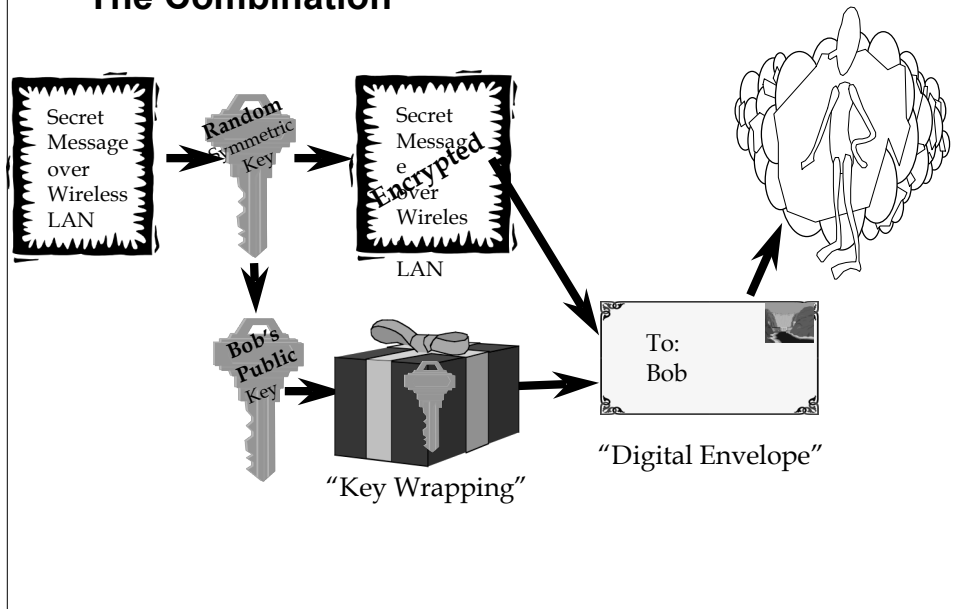 The Combination
Secret
Message
over
Wireless
LAN
Random
Symmetric
Key
Secret
Messag
e
over
Wireles
LAN
Encrypted
Bob's
Public
Key
To:
Bob
“Key Wrapping”
“Digital Envelope”